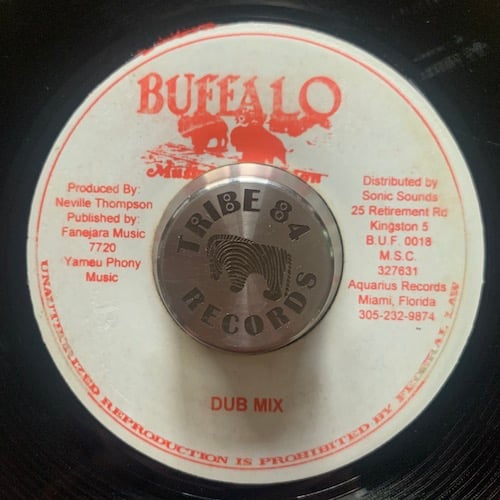 BUFFALO
Produced By:
Neville Thompson
Published by:
Fanejara Music
7720
Yameu Phony
Music
Distributed by
Sonic Sounds
25 Retirement Rd
Kingston 5
B.U.F. 0018
M.S.C.
327631
Aquarius Records
Miami, Florida
305-232-9874
TRIBE 84
RECORDS
DUB MIX
UNAUTHORIZED REPRODUCTION IS PROHIBITED BY FEDERAL LAW